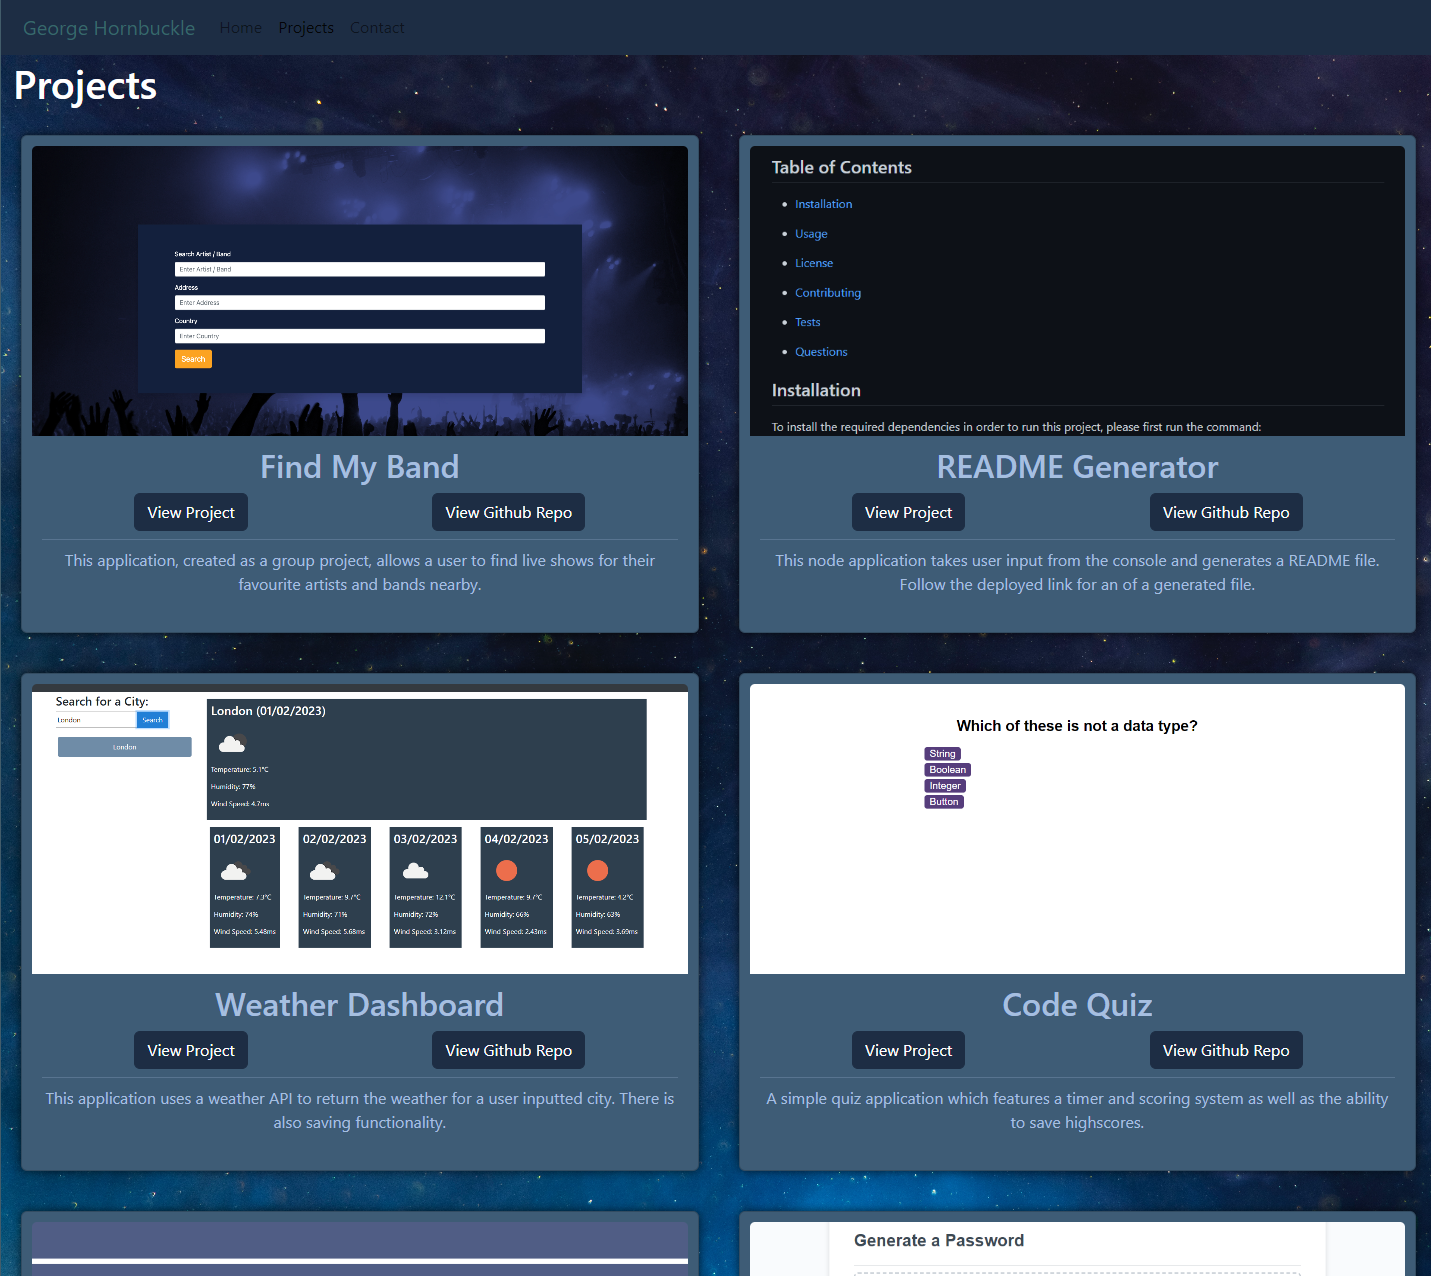 George Hornbuckle Home Projects Contact
Projects
Search Artist / Band
Enter Artist / Band
Address
Enter Address
Country
Enter Country
Search
Find My Band
View Project View Github Repo
This application, created as a group project, allows a user to find live shows for their
favourite artists and bands nearby.
Table of Contents
Installation
Usage
License
Contributing
Tests
Questions
Installation
To install the required dependencies in order to run this project, please first run the command:
README Generator
View Project View Github Repo
This node application takes user input from the console and generates a README file.
Follow the deployed link for an of a generated file.
Search for a City:
London Search
London
London (01/02/2023)
Temperature: 5.1°C
Humidity: 77%
Wind Speed: 4.7ms
01/02/2023 02/02/2023 03/02/2023 04/02/2023 05/02/2023
Temperature: 7.3°C Temperature: 9.7°C Temperature: 12.1°C Temperature: 9.7°C Temperature: 4.2°C
Humidity: 74% Humidity: 71% Humidity: 72% Humidity: 66% Humidity: 63%
Wind Speed: 5.48ms Wind Speed: 5.68ms Wind Speed: 3.12ms Wind Speed: 2.43ms Wind Speed: 3.69ms
Weather Dashboard
View Project View Github Repo
This application uses a weather API to return the weather for a user inputted city. There is
also saving functionality.
Which of these is not a data type?
String
Boolean
Integer
Button
Code Quiz
View Project View Github Repo
A simple quiz application which features a timer and scoring system as well as the ability
to save highscores.
Generate a Password